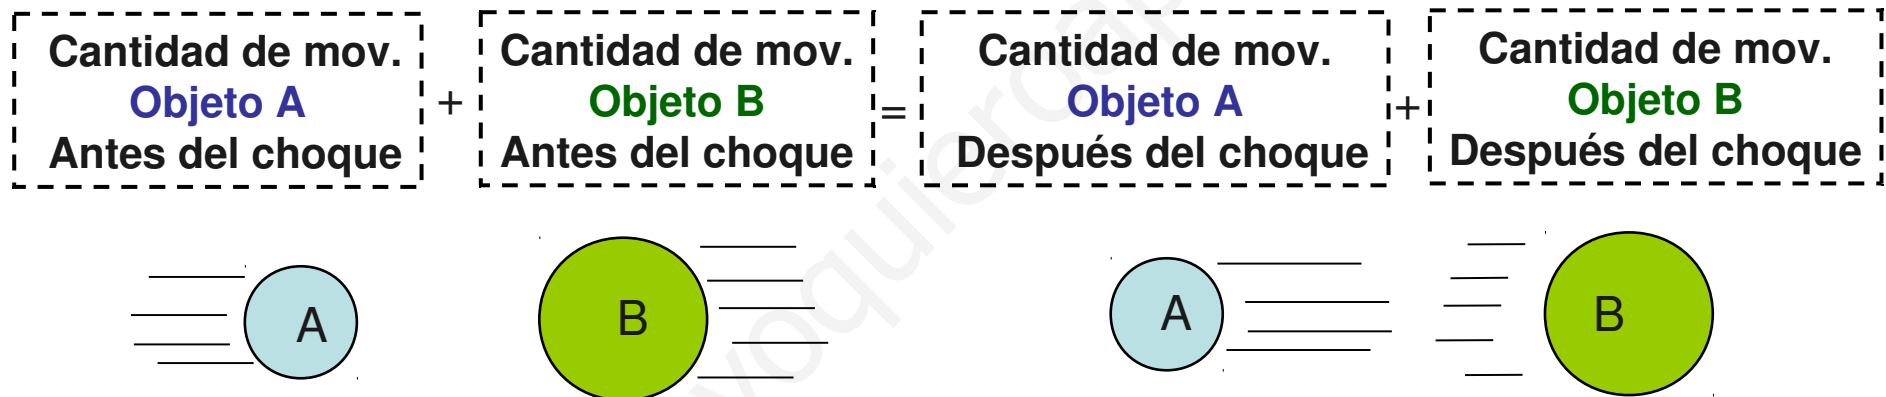 Cantidad de mov.
Objeto A
Antes del choque
+
Cantidad de mov.
Objeto B
Antes del choque
=
Cantidad de mov.
Objeto A
Después del choque
+
Cantidad de mov.
Objeto B
Después del choque
A
B
A
B